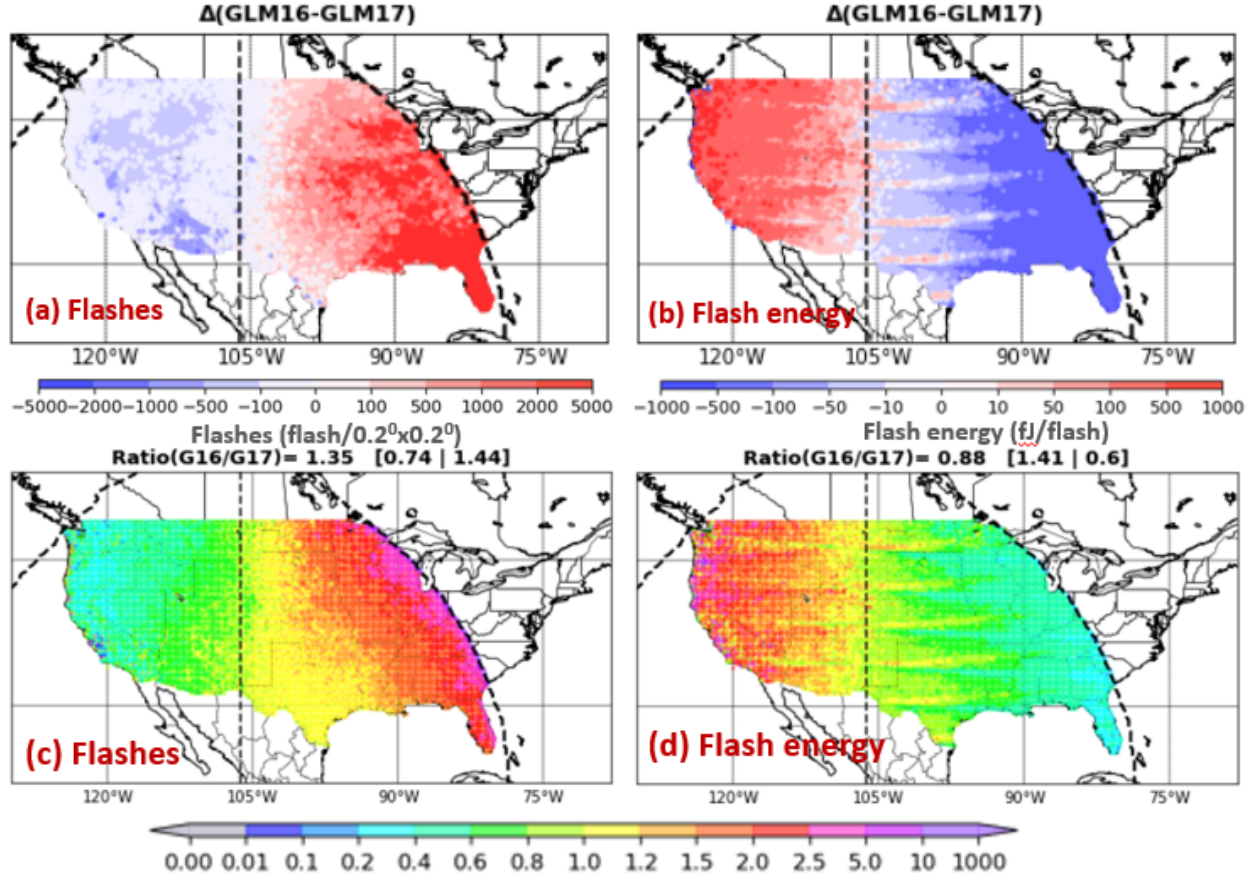 Δ(GLM16-GLM17)
Δ(GLM16-GLM17)
(a) Flashes
(b) Flash energy
120°W 105°W 90°W 75°W
120°W 105°W 90°W 75°W
−5000−2000−1000 −500 −100 0 100 500 1000 2000 5000
−1000 −500 −100 −50 −10 0 10 50 100 500 1000
Flashes (flash/0.2⁰x0.2⁰)
Flash energy (fJ/flash)
Ratio(G16/G17)= 1.35 [0.74 | 1.44]
Ratio(G16/G17)= 0.88 [1.41 | 0.6]
(c) Flashes
(d) Flash energy
120°W 105°W 90°W 75°W
120°W 105°W 90°W 75°W
0.00 0.01 0.1 0.2 0.4 0.6 0.8 1.0 1.2 1.5 2.0 2.5 5.0 10 1000